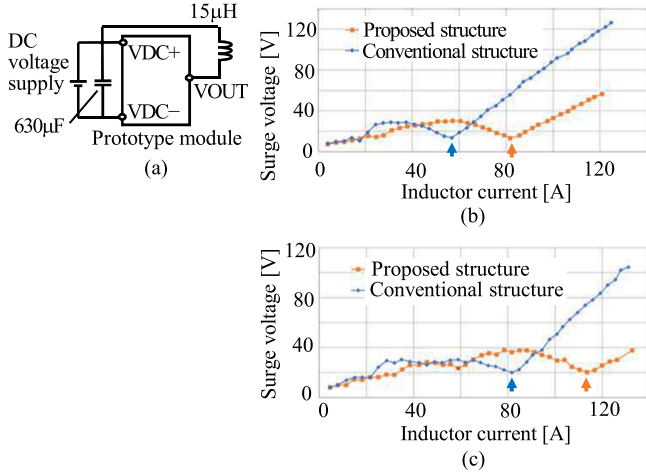 15μH
DC
voltage
supply
VDC+
VDC−
VOUT
630μF
Prototype module
(a)
Surge voltage [V]
120
80
40
0
Proposed structure
Conventional structure
0 40 80 120
Inductor current [A]
(b)
Surge voltage [V]
120
80
40
0
Proposed structure
Conventional structure
0 40 80 120
Inductor current [A]
(c)